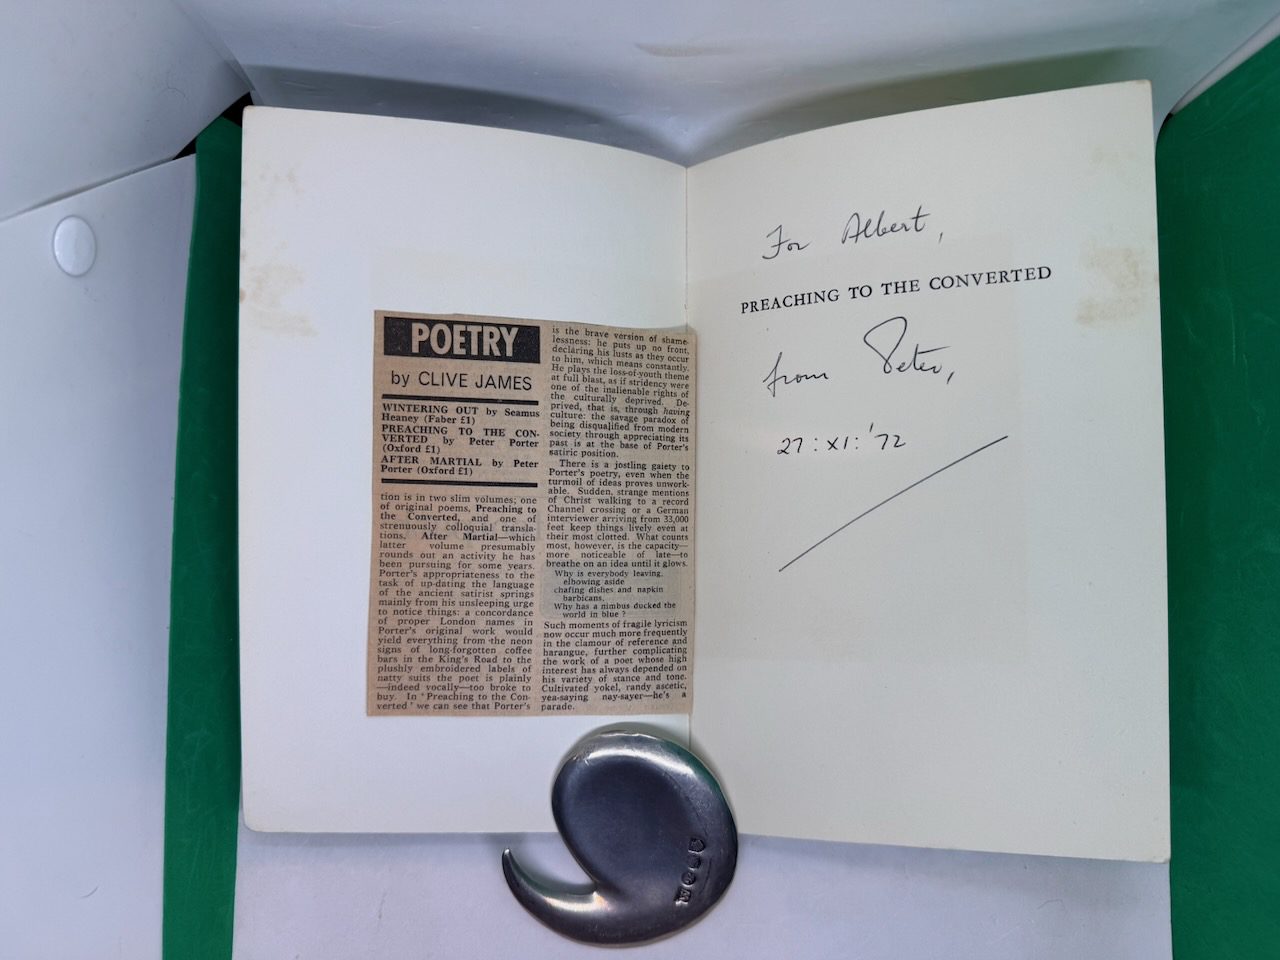 POETRY
by CLIVE JAMES
WINTERING OUT by Seamus
Heaney (Faber £1)
PREACHING TO THE CON-
VERTED by Peter Porter
(Oxford £1)
AFTER MARTIAL by Peter
Porter (Oxford £1)
tion is in two slim volumes; one
of original poems, Preaching to
the Converted, and one of
strenuously colloquial transla-
tions, After Martial—which
latter volume presumably
rounds out an activity he has
been pursuing for some years.
Porter's appropriateness to the
task of up-dating the language
of the ancient satirist springs
mainly from his unsleeping urge
to notice things: a concordance
of proper London names in
Porter's original work would
yield everything from the neon
signs of long-forgotten coffee
bars in the King's Road to the
plushly embroidered labels of
natty suits the poet is plainly
—indeed vocally—too broke to
buy. In 'Preaching to the Con-
verted' we can see that Porter's
is the brave version of shame-
lessness: he puts up no front,
declaring his lusts as they occur
to him, which means constantly.
He plays the loss-of-youth theme
at full blast, as if stridency were
one of the inalienable rights of
the culturally deprived. De-
prived, that is, through having
culture: the savage paradox of
being disqualified from modern
society through appreciating its
past is at the base of Porter's
satiric position.
There is a jostling gaiety to
Porter's poetry, even when the
turmoil of ideas proves unwork-
able. Sudden, strange mentions
of Christ walking to a record
Channel crossing or a German
interviewer arriving from 33,000
feet keep things lively even at
their most clotted. What counts
most, however, is the capacity—
more noticeable of late—to
breathe on an idea until it glows.
Why is everybody leaving,
elbowing aside
chafing dishes and napkin
barbicans,
Why has a nimbus ducked the
world in blue?
Such moments of fragile lyricism
now occur much more frequently
in the clamour of reference and
harangue, further complicating
the work of a poet whose high
interest has always depended on
his variety of stance and tone.
Cultivated yokel, randy ascetic,
yea-saying nay-sayer—he's a
parade.
For Albert,
PREACHING TO THE CONVERTED
from Peter,
27:XI:'72